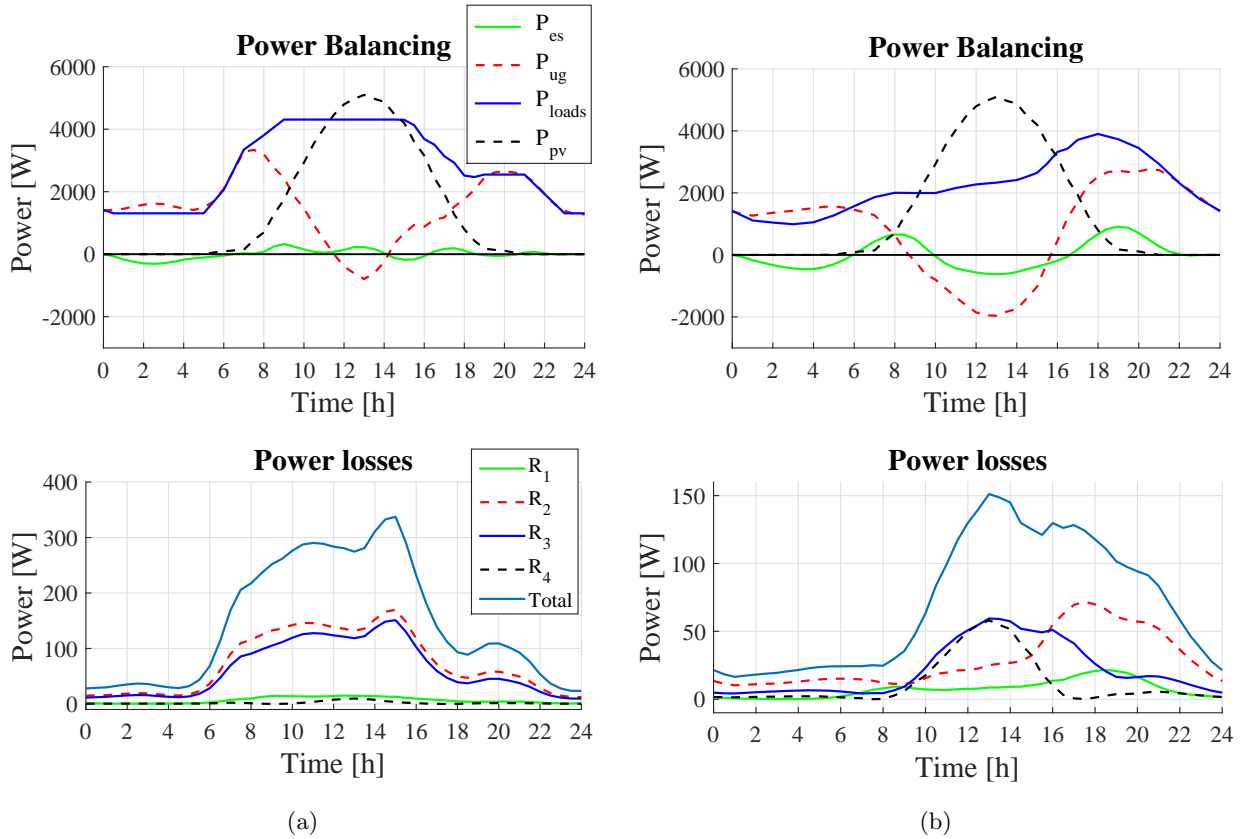 Power Balancing
P_es
P_ug
P_loads
P_pv
Power [W]
6000
4000
2000
0
-2000
0 2 4 6 8 10 12 14 16 18 20 22 24
Time [h]
Power Balancing
Power [W]
6000
4000
2000
0
-2000
0 2 4 6 8 10 12 14 16 18 20 22 24
Time [h]
Power losses
R_1
R_2
R_3
R_4
Total
Power [W]
400
300
200
100
0
0 2 4 6 8 10 12 14 16 18 20 22 24
Time [h]
(a)
Power losses
Power [W]
150
100
50
0
0 2 4 6 8 10 12 14 16 18 20 22 24
Time [h]
(b)